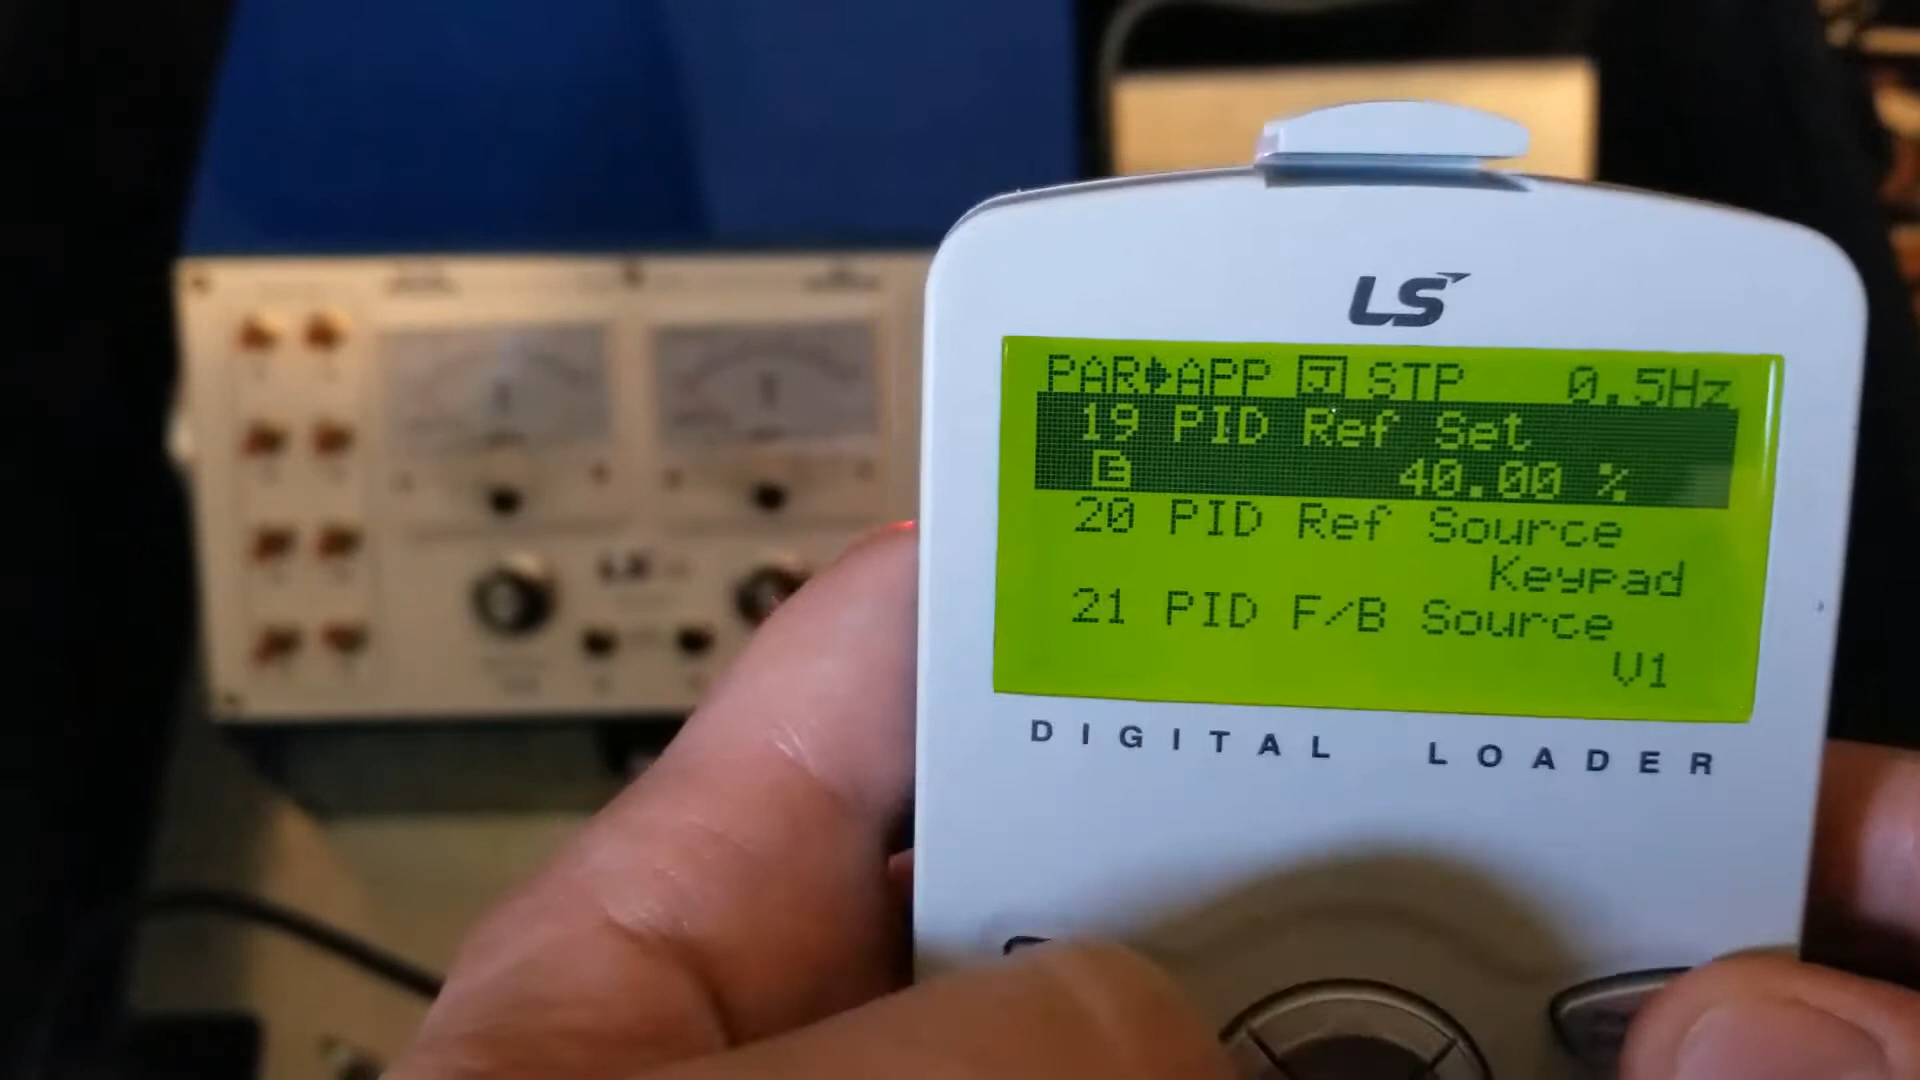 LS
PAR APP J STP 0.5Hz
19 PID Ref Set
E 40.00 %
20 PID Ref Source
Keypad
21 PID F/B Source
V1
DIGITAL LOADER
LS